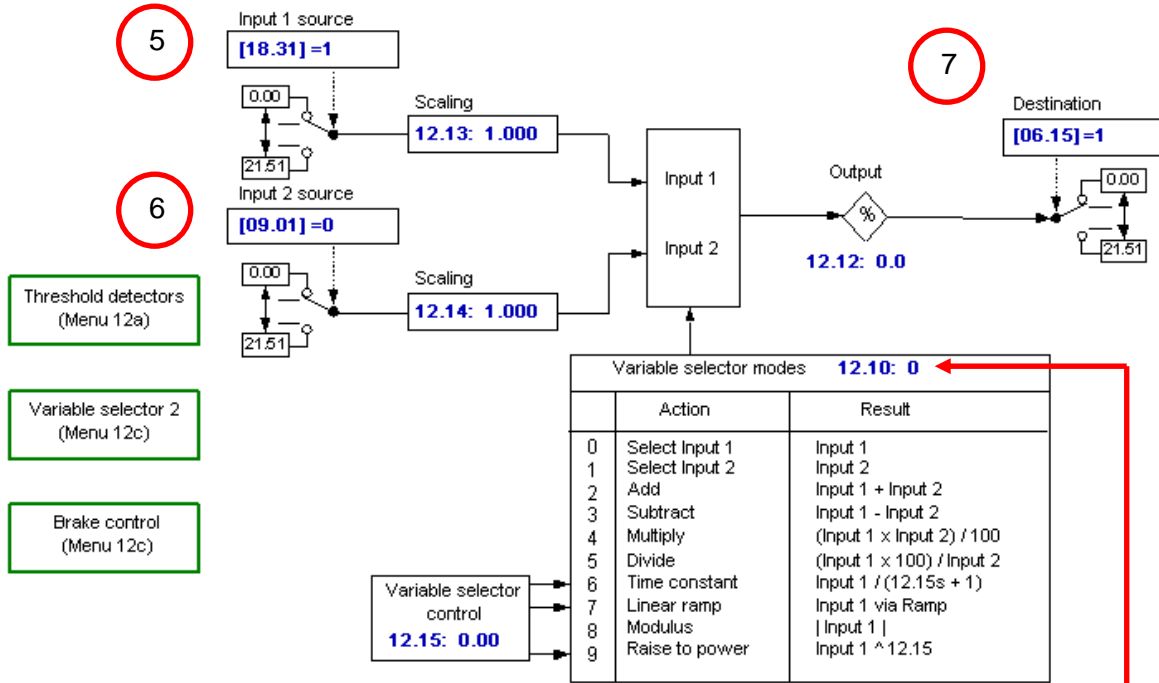 5
Input 1 source
[18.31] =1
0.00
21.51
Scaling
12.13: 1.000
6
Input 2 source
[09.01] =0
0.00
21.51
Scaling
12.14: 1.000
Input 1
Input 2
Output
%
12.12: 0.0
7
Destination
[06.15] =1
0.00
21.51
Threshold detectors
(Menu 12a)
Variable selector 2
(Menu 12c)
Brake control
(Menu 12c)
Variable selector
control
12.15: 0.00
Variable selector modes 12.10: 0
Action Result
0 Select Input 1 Input 1
1 Select Input 2 Input 2
2 Add Input 1 + Input 2
3 Subtract Input 1 - Input 2
4 Multiply (Input 1 x Input 2) / 100
5 Divide (Input 1 x 100) / Input 2
6 Time constant Input 1 / (12.15s + 1)
7 Linear ramp Input 1 via Ramp
8 Modulus | Input 1 |
9 Raise to power Input 1 ^ 12.15